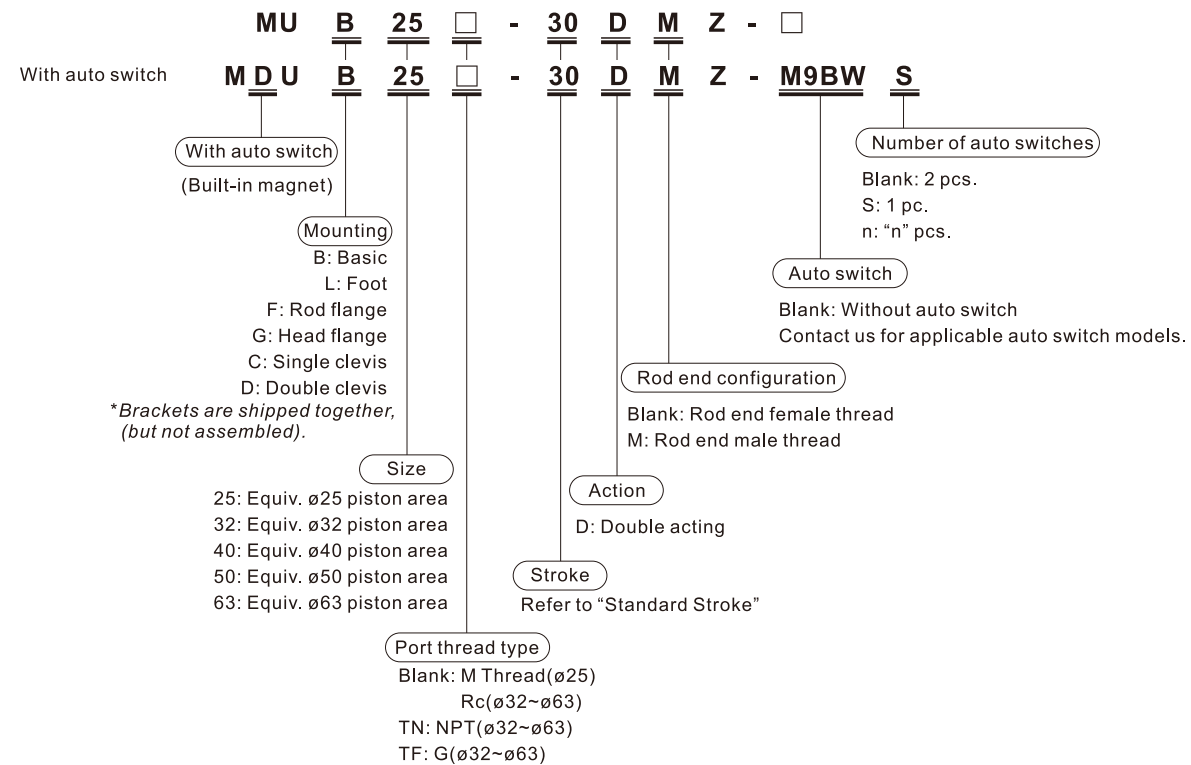 MU B 25 □ - 30 D M Z - □
With auto switch MDU B 25 □ - 30 D M Z - M9BW S
With auto switch
(Built-in magnet)
Number of auto switches
Blank: 2 pcs.
S: 1 pc.
n: “n” pcs.
Mounting
B: Basic
L: Foot
F: Rod flange
G: Head flange
C: Single clevis
D: Double clevis
*Brackets are shipped together,
(but not assembled).
Auto switch
Blank: Without auto switch
Contact us for applicable auto switch models.
Rod end configuration
Blank: Rod end female thread
M: Rod end male thread
Size
25: Equiv. ø25 piston area
32: Equiv. ø32 piston area
40: Equiv. ø40 piston area
50: Equiv. ø50 piston area
63: Equiv. ø63 piston area
Action
D: Double acting
Stroke
Refer to “Standard Stroke”
Port thread type
Blank: M Thread(ø25)
Rc(ø32~ø63)
TN: NPT(ø32~ø63)
TF: G(ø32~ø63)